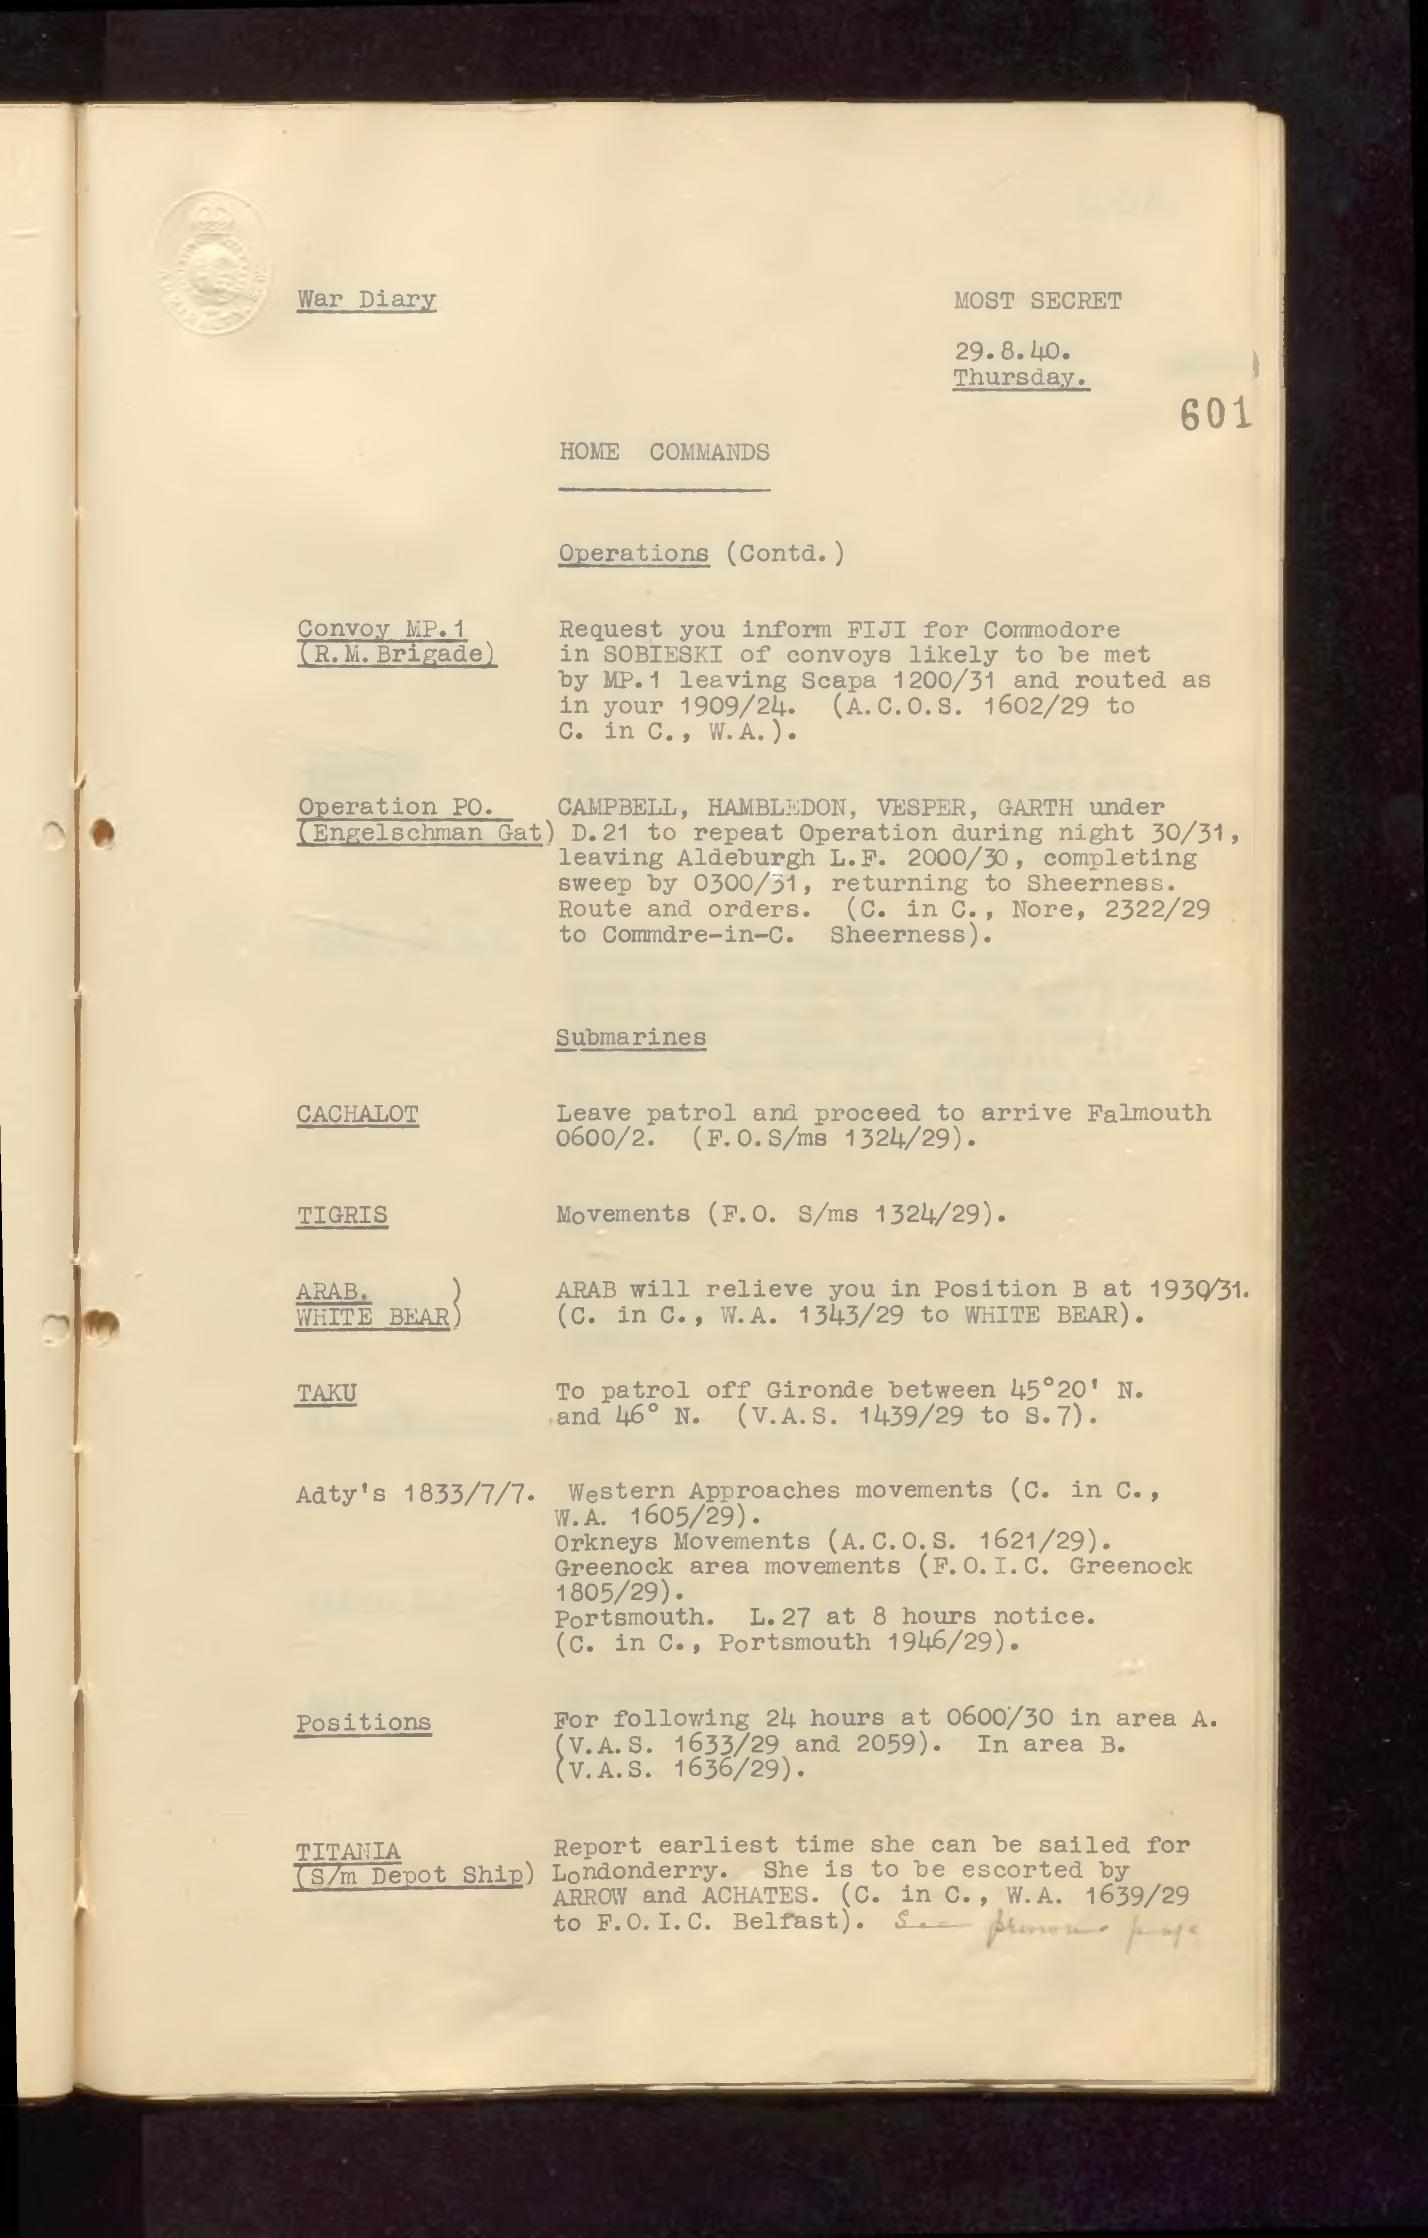 War Diary
MOST SECRET
29.8.40.
Thursday.
601
HOME COMMANDS
Operations (Contd.)
Convoy MP.1
(R.M.Brigade)
Request you inform FIJI for Commodore
in SOBIESKI of convoys likely to be met
by MP.1 leaving Scapa 1200/31 and routed as
in your 1909/24. (A.C.O.S. 1602/29 to
C. in C., W.A.).
Operation PO.
(Engelschman Gat)
CAMPBELL, HAMBLEDON, VESPER, GARTH under
D.21 to repeat Operation during night 30/31,
leaving Aldeburgh L.F. 2000/30, completing
sweep by 0300/31, returning to Sheerness.
Route and orders. (C. in C., Nore, 2322/29
to Commdre-in-C. Sheerness).
Submarines
CACHALOT
Leave patrol and proceed to arrive Falmouth
0600/2. (F.O.S/ms 1324/29).
TIGRIS
Movements (F.O. S/ms 1324/29).
ARAB. )
WHITE BEAR)
ARAB will relieve you in Position B at 1930/31.
(C. in C., W.A. 1343/29 to WHITE BEAR).
TAKU
To patrol off Gironde between 45°20' N.
and 46° N. (V.A.S. 1439/29 to S.7).
Adty's 1833/7/7.
Western Approaches movements (C. in C.,
W.A. 1605/29).
Orkneys Movements (A.C.O.S. 1621/29).
Greenock area movements (F.O.I.C. Greenock
1805/29).
Portsmouth. L.27 at 8 hours notice.
(C. in C., Portsmouth 1946/29).
Positions
For following 24 hours at 0600/30 in area A.
(V.A.S. 1633/29 and 2059). In area B.
(V.A.S. 1636/29).
TITANIA
(S/m Depot Ship)
Report earliest time she can be sailed for
Londonderry. She is to be escorted by
ARROW and ACHATES. (C. in C., W.A. 1639/29
to F.O.I.C. Belfast). See previous page